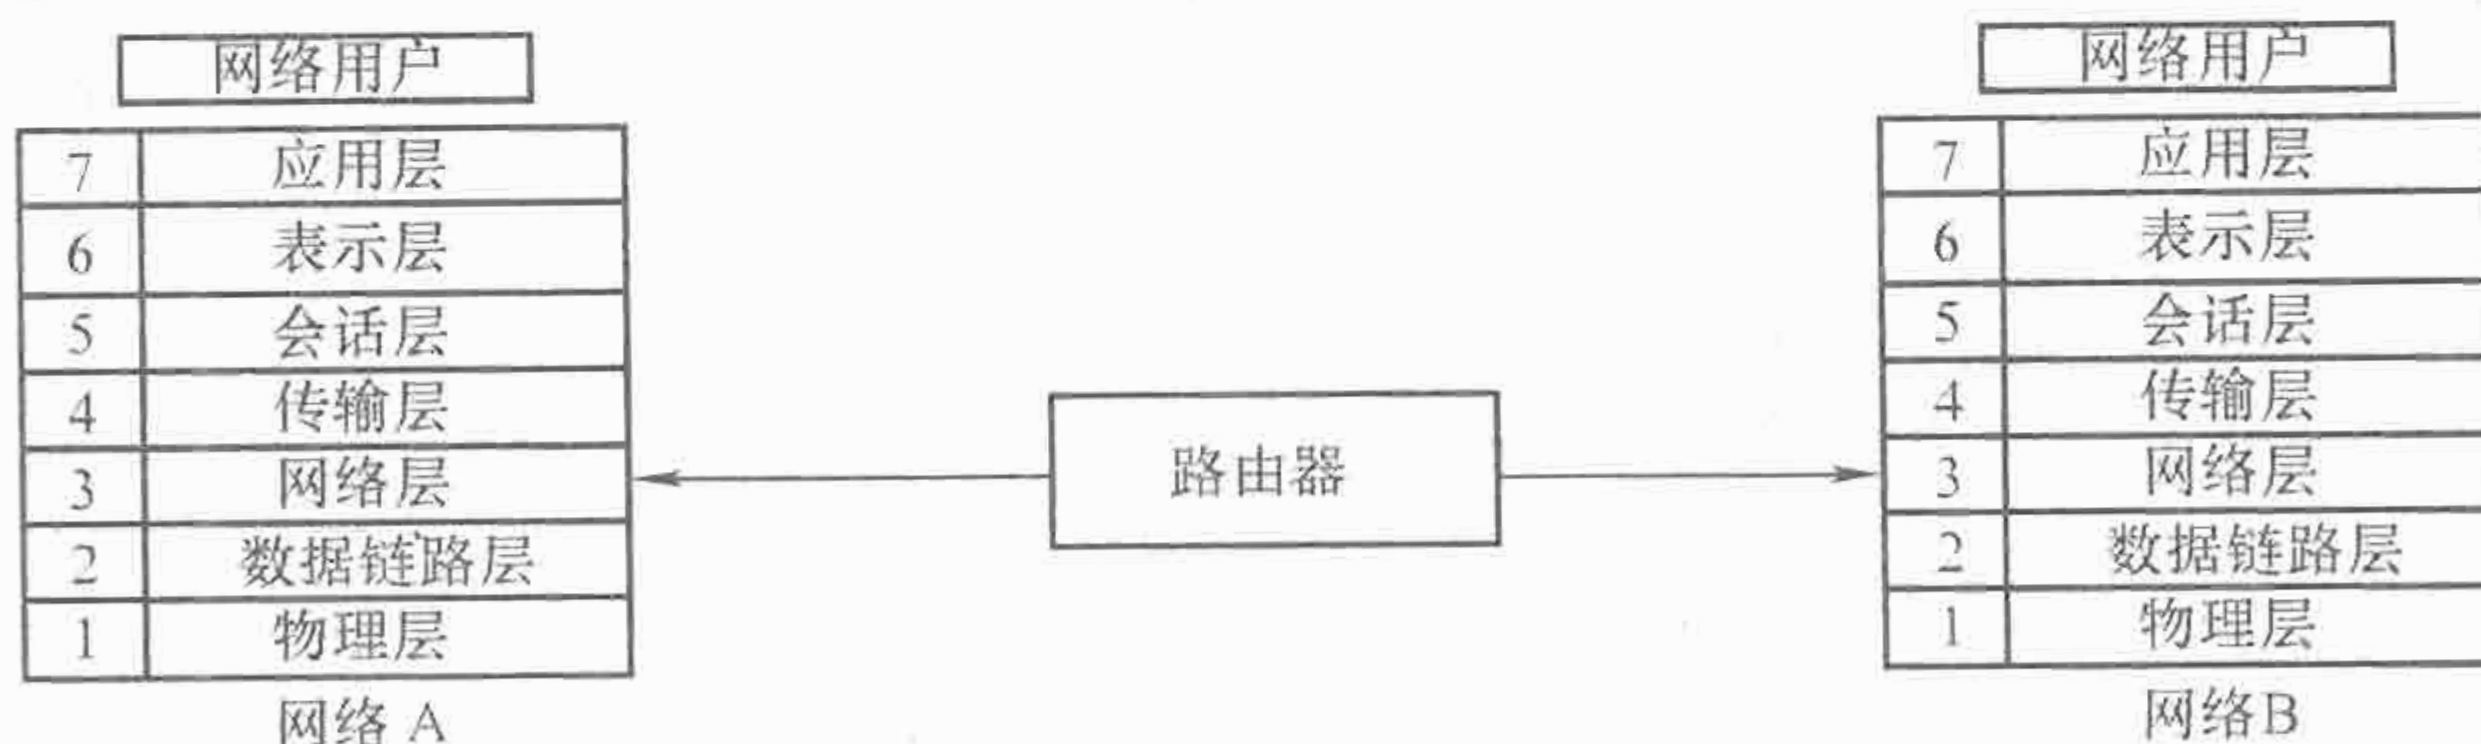 网络用户
7 应用层
6 表示层
5 会话层
4 传输层
3 网络层
2 数据链路层
1 物理层
网络 A
路由器
网络用户
7 应用层
6 表示层
5 会话层
4 传输层
3 网络层
2 数据链路层
1 物理层
网络B